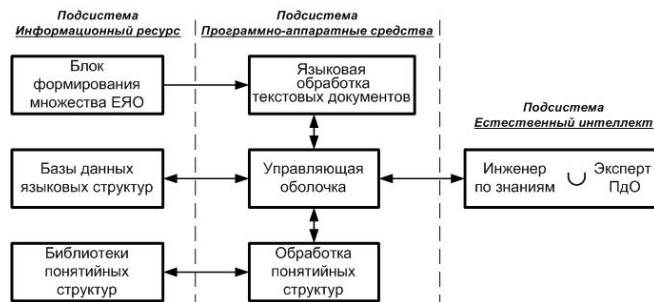 Подсистема
Информационный ресурс
Подсистема
Программно-аппаратные средства
Блок
формирования
множества ЕЯО
Языковая
обработка
текстовых документов
Подсистема
Естественный интеллект
Базы данных
языковых структур
Управляющая
оболочка
Инженер
по знаниям
∪
Эксперт
ПдО
Библиотеки
понятийных
структур
Обработка
понятийных
структур